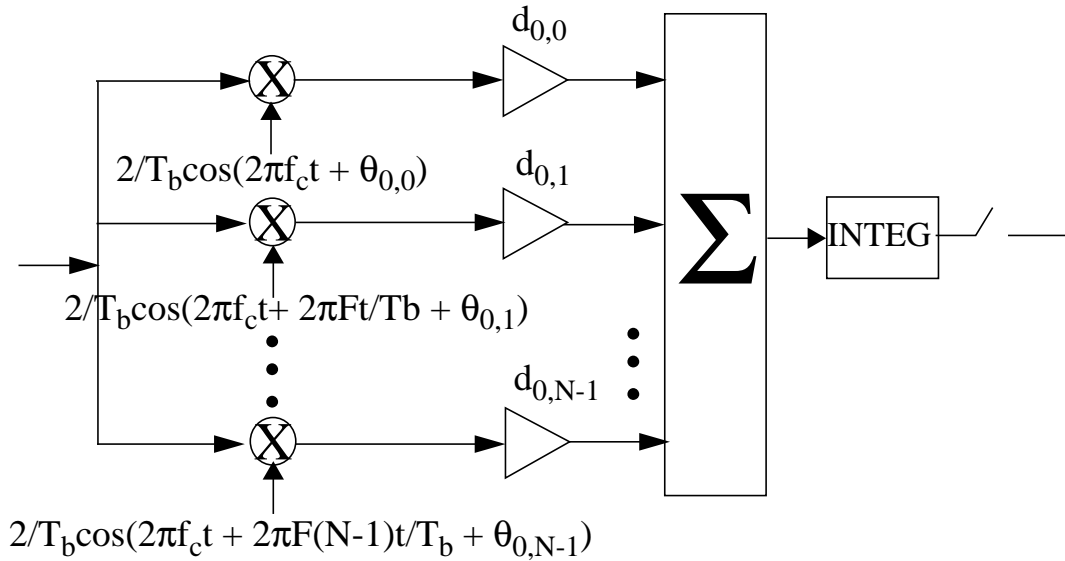 d0,0
X
2/Tbcos(2πfct + θ0,0)
d0,1
X
Σ
INTEG
2/Tbcos(2πfct+ 2πFt/Tb + θ0,1)
d0,N-1
X
2/Tbcos(2πfct + 2πF(N-1)t/Tb + θ0,N-1)